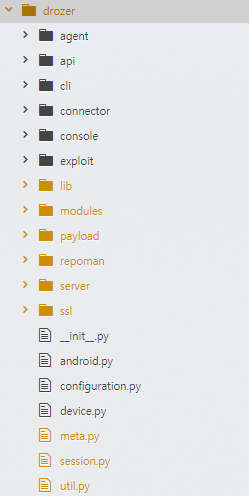 drozer
agent
api
cli
connector
console
exploit
lib
modules
payload
repoman
server
ssl
__init__.py
android.py
configuration.py
device.py
meta.py
session.py
util.py